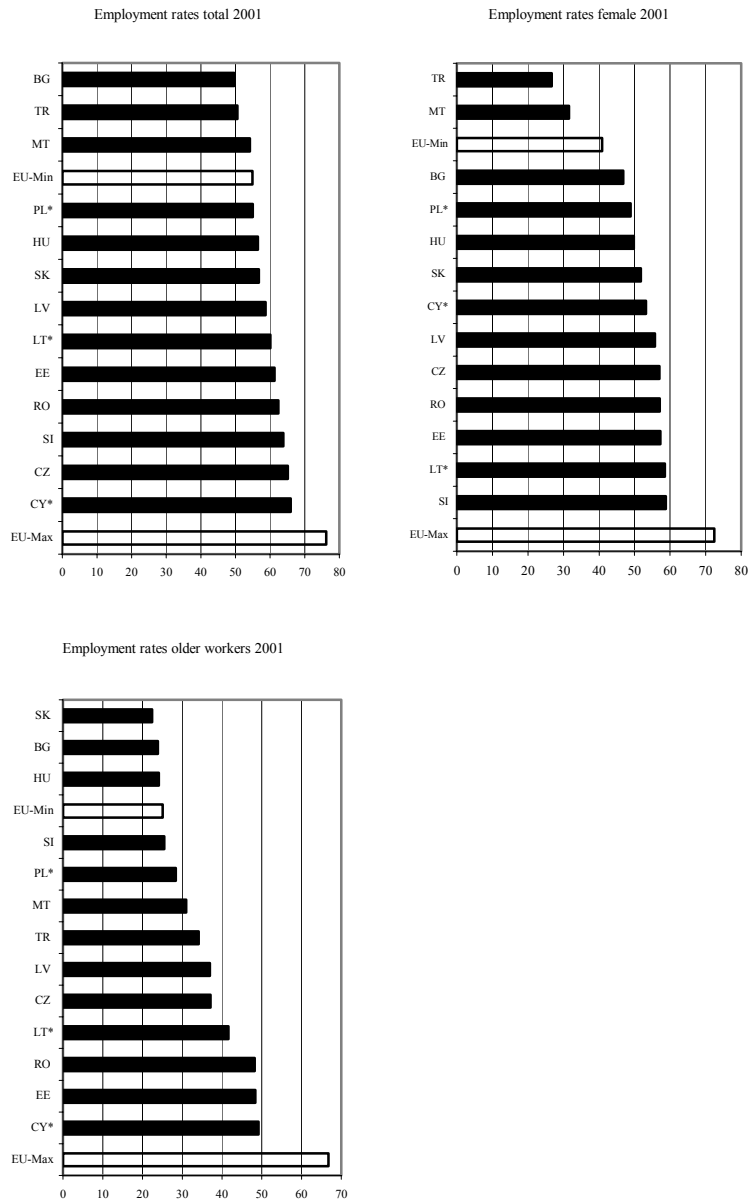 Employment rates total 2001
BG
TR
MT
EU-Min
PL*
HU
SK
LV
LT*
EE
RO
SI
CZ
CY*
EU-Max
0 10 20 30 40 50 60 70 80
Employment rates female 2001
TR
MT
EU-Min
BG
PL*
HU
SK
CY*
LV
CZ
RO
EE
LT*
SI
EU-Max
0 10 20 30 40 50 60 70 80
Employment rates older workers 2001
SK
BG
HU
EU-Min
SI
PL*
MT
TR
LV
CZ
LT*
RO
EE
CY*
EU-Max
0 10 20 30 40 50 60 70